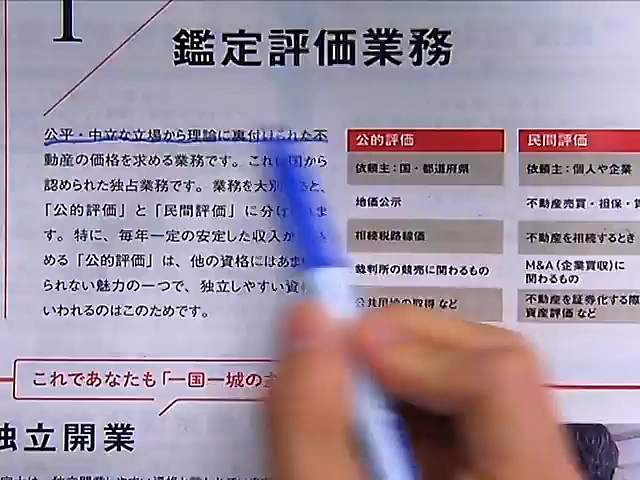 1
鑑定評価業務
公平・中立な立場から理論に裏付けられた不
動産の価格を求める業務です。これ 国から
認められた独占業務です。業務を大別 と、
「公的評価」と「民間評価」に分け ま
す。特に、毎年一定の安定した収入が
める「公的評価」は、他の資格にはあま
られない魅力の一つで、独立しやすい資
いわれるのはこのためです。
公的評価
依頼主：国・都道府県
地価公示
相続税路線価
裁判所の競売に関わるもの
公共用地の取得 など
民間評価
依頼主：個人や企業
不動産売買・担保・
不動産を相続するとき
M&A（企業買収）に
関わるもの
不動産を証券化する際
資産評価 など
これであなたも「一国一城の主
独立開業